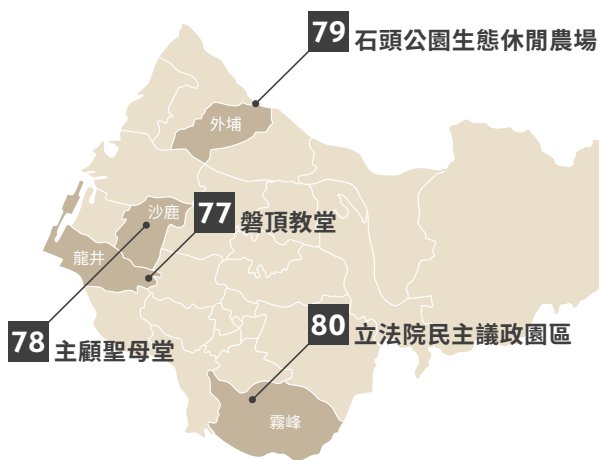 79 石頭公園生態休閒農場
外埔
沙鹿
77 磐頂教堂
龍井
78 主顧聖母堂
80 立法院民主議政園區
霧峰